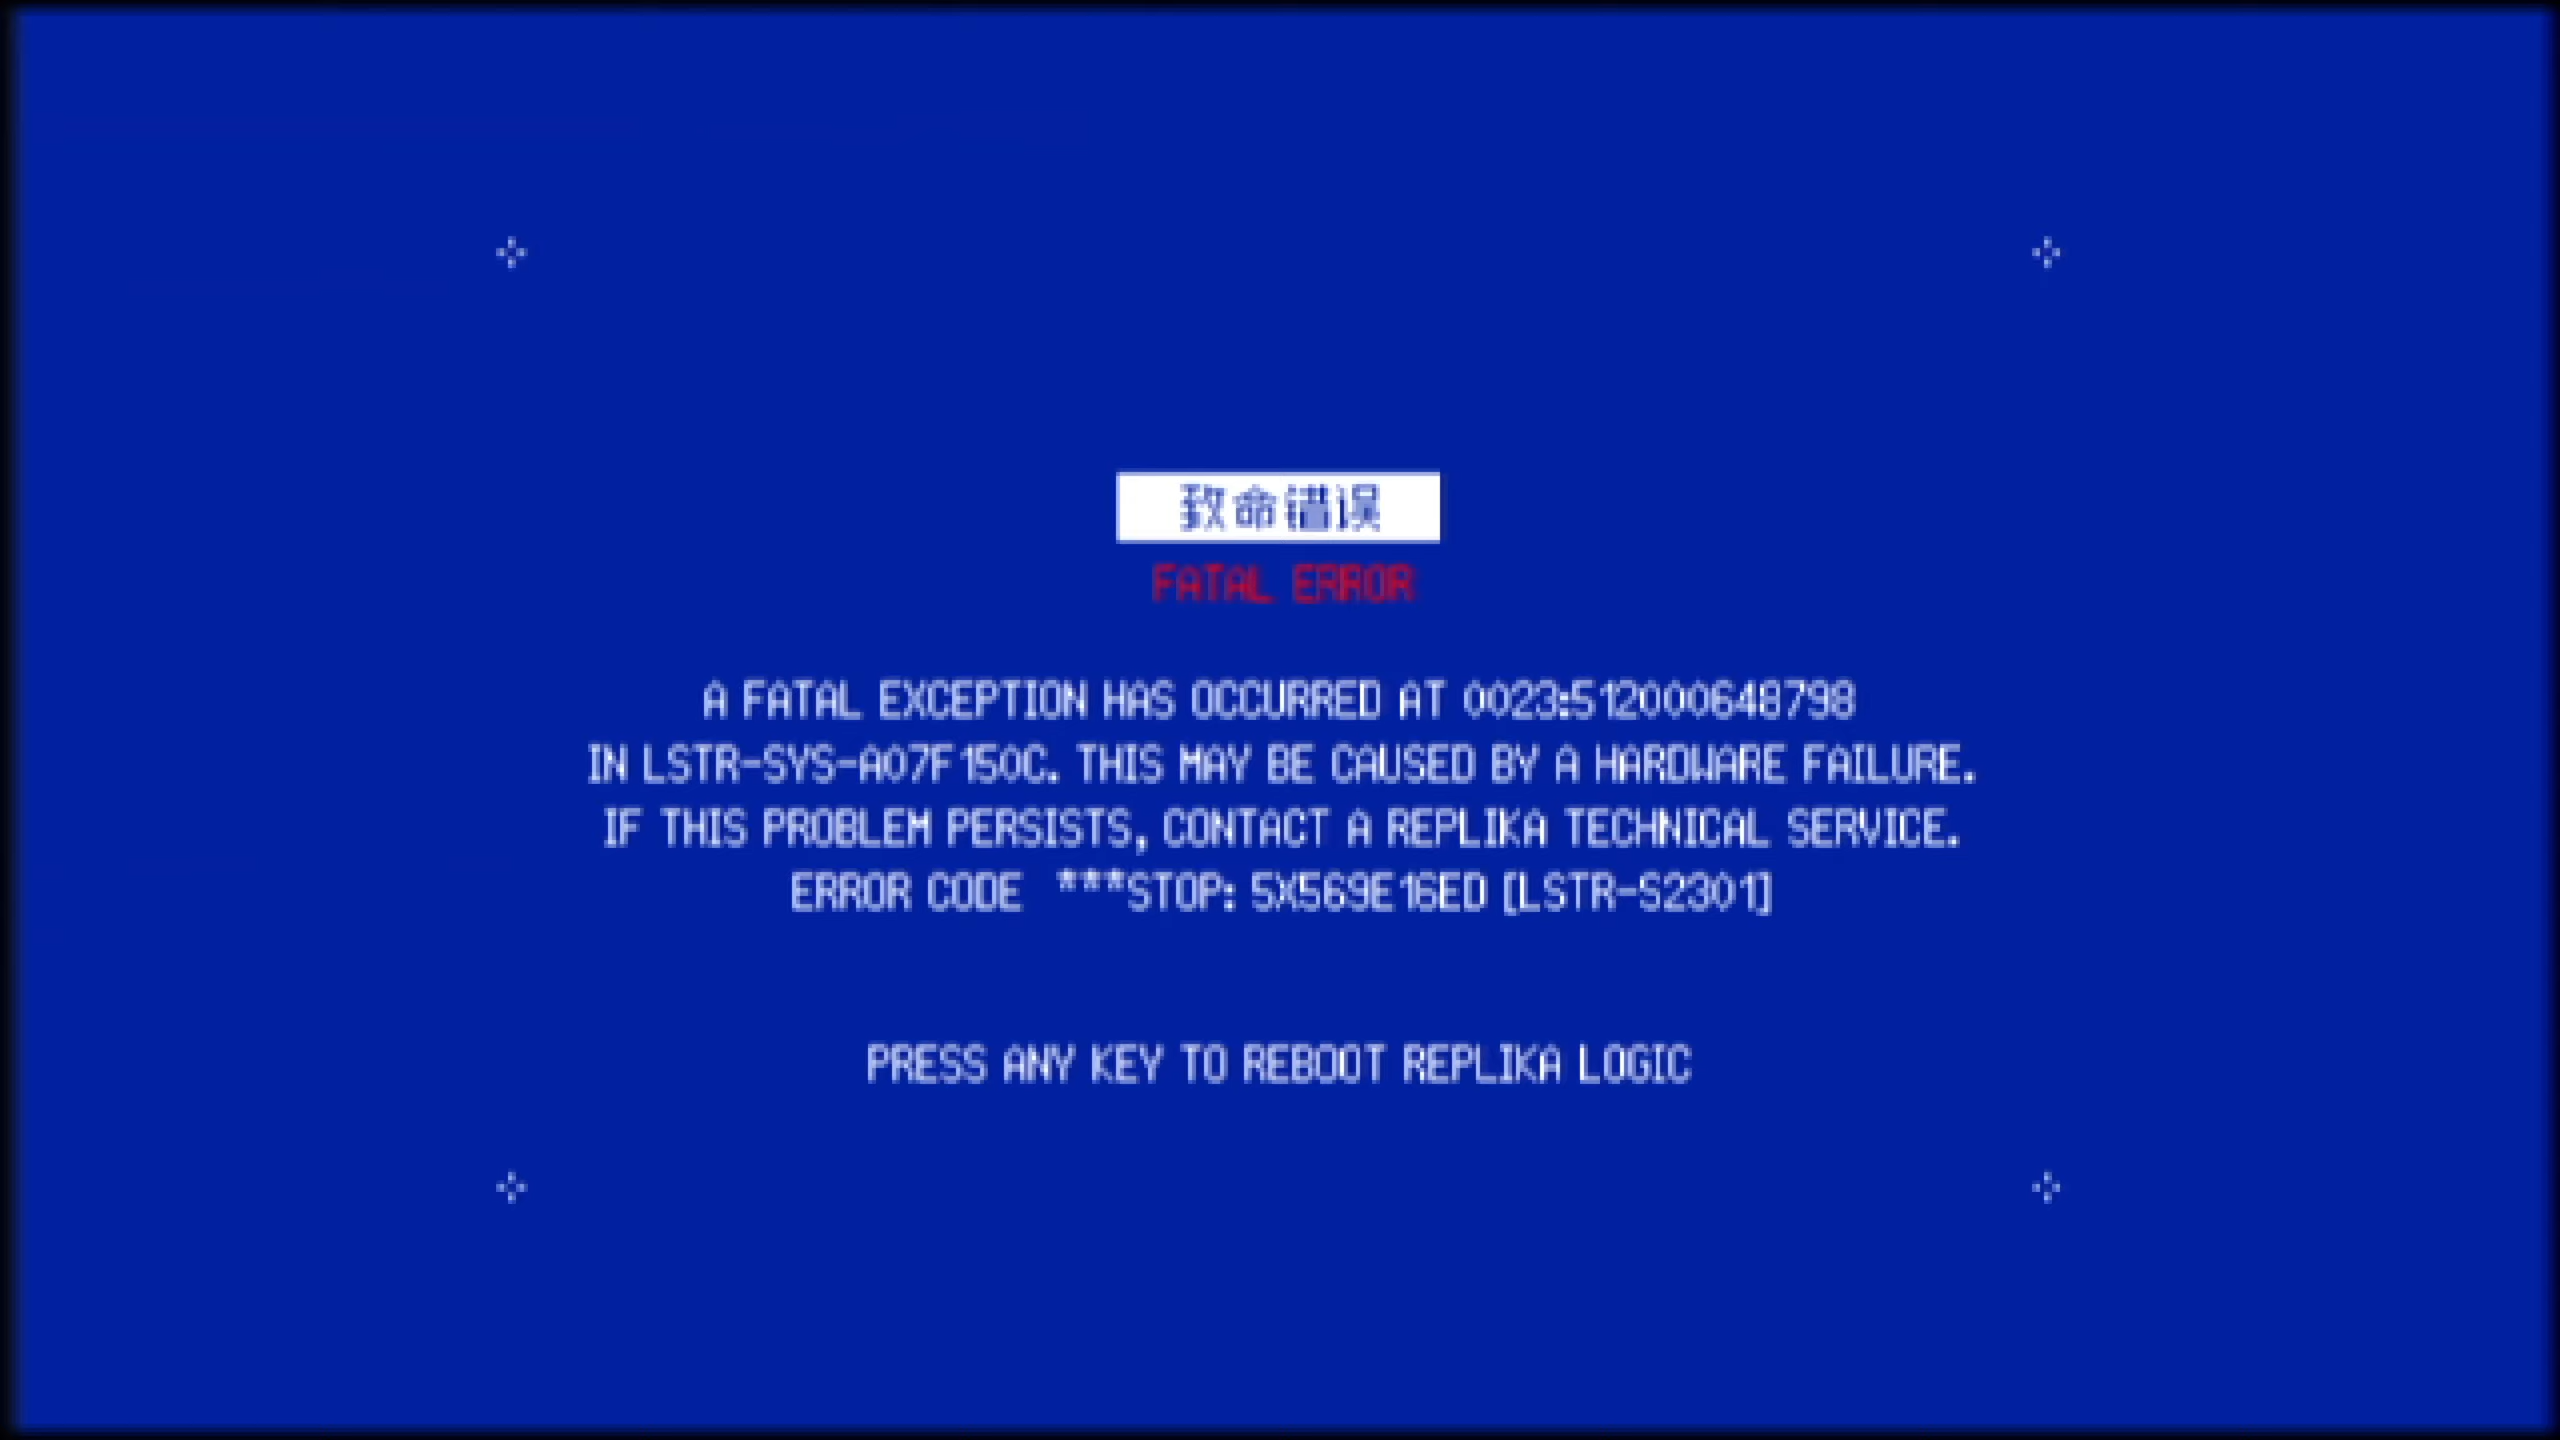 致命错误
FATAL ERROR
A FATAL EXCEPTION HAS OCCURRED AT 0023:512000648798
IN LSTR-SYS-A07F150C. THIS MAY BE CAUSED BY A HARDWARE FAILURE.
IF THIS PROBLEM PERSISTS, CONTACT A REPLIKA TECHNICAL SERVICE.
ERROR CODE ***STOP: 5X569E16ED [LSTR-S2301]
PRESS ANY KEY TO REBOOT REPLIKA LOGIC